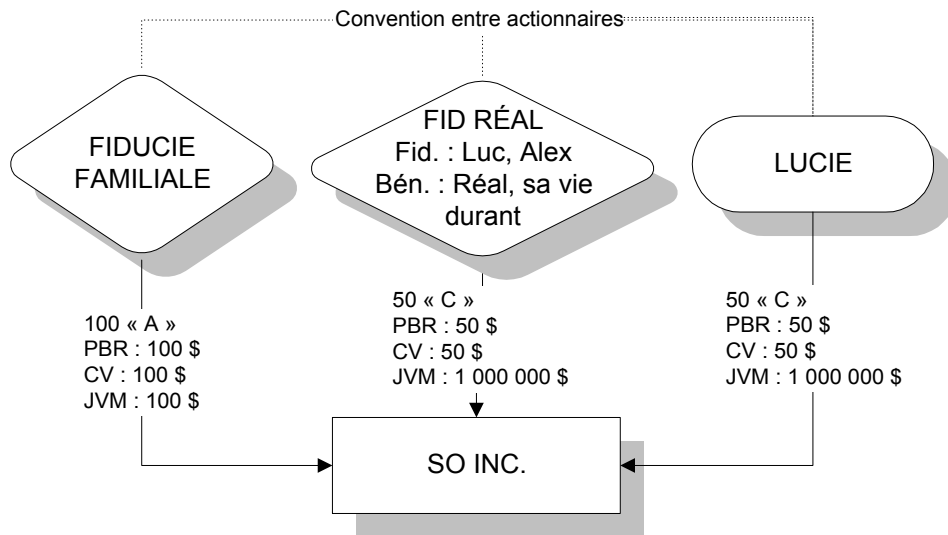 Convention entre actionnaires
FIDUCIE
FAMILIALE
FID RÉAL
Fid. : Luc, Alex
Bén. : Réal, sa vie
durant
LUCIE
100 « A »
PBR : 100 $
CV : 100 $
JVM : 100 $
50 « C »
PBR : 50 $
CV : 50 $
JVM : 1 000 000 $
50 « C »
PBR : 50 $
CV : 50 $
JVM : 1 000 000 $
SO INC.